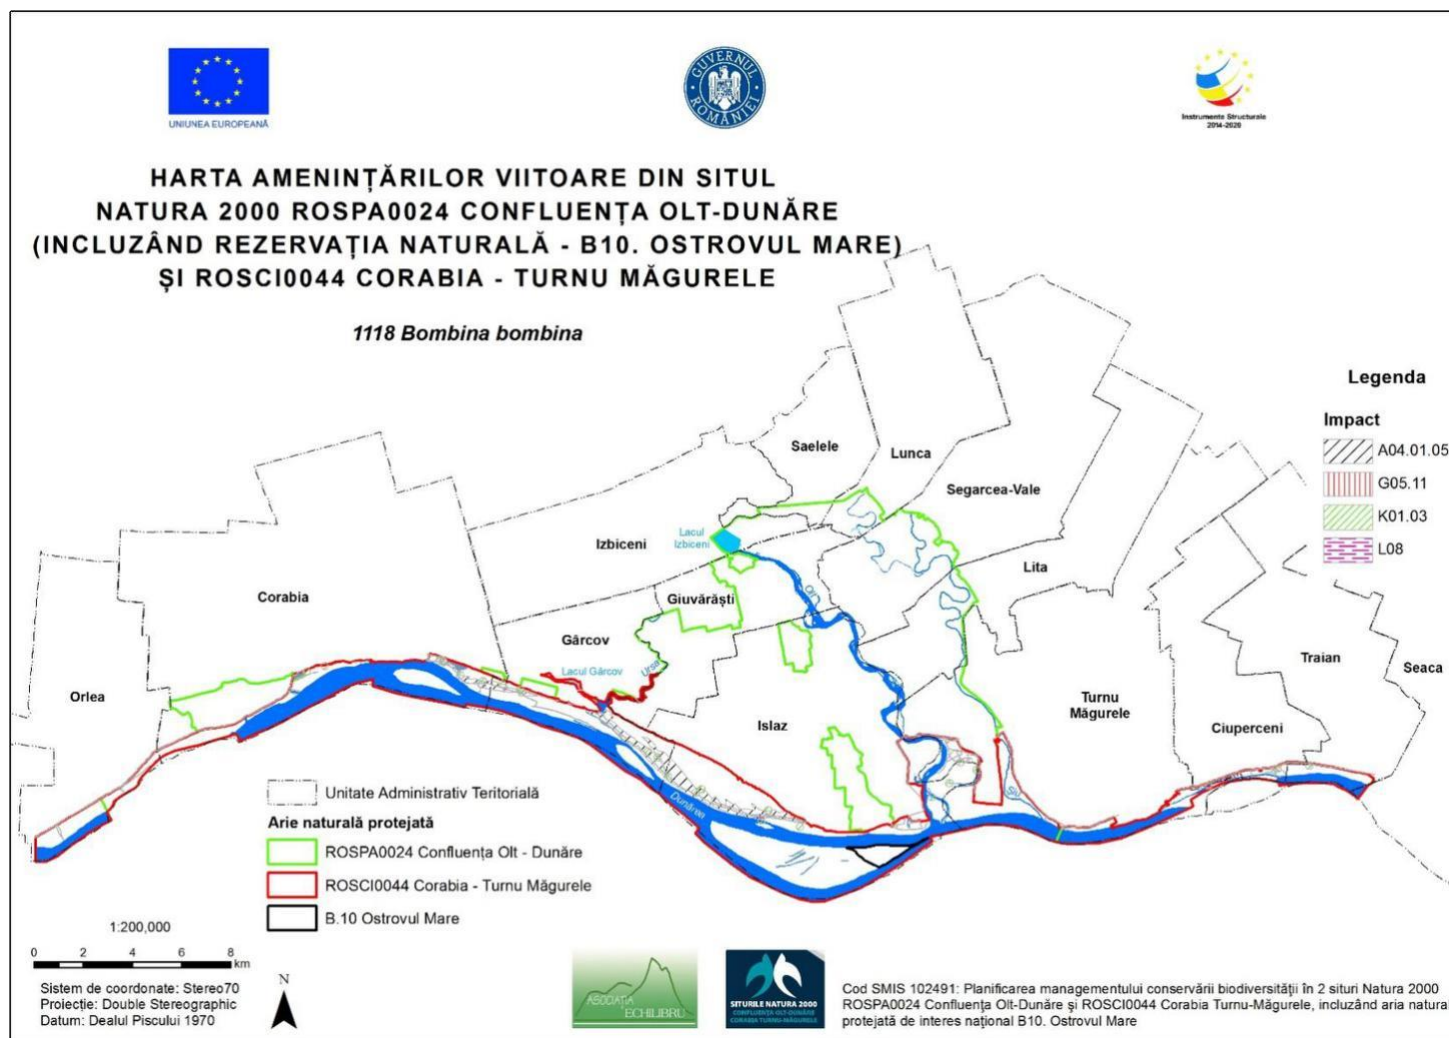 UNIUNEA EUROPEANĂ
GUVERNUL ROMÂNIEI
Instrumente Structurale
2014-2020
HARTA AMENINȚĂRILOR VIITOARE DIN SITUL
NATURA 2000 ROSPA0024 CONFLUENȚA OLT-DUNĂRE
(INCLUZÂND REZERVAȚIA NATURALĂ - B10. OSTROVUL MARE)
ȘI ROSCI0044 CORABIA - TURNU MĂGURELE
1118 Bombina bombina
Legenda
Impact
A04.01.05
G05.11
K01.03
L08
Saelele
Lunca
Segarcea-Vale
Lacul
Izbiceni
Izbiceni
Lita
Giuvărăști
Corabia
Olt
Gârcov
Lacul Gârcov
Ursa
Traian
Seaca
Orlea
Turnu
Măgurele
Islaz
Ciuperceni
Dunărea
Unitate Administrativ Teritorială
Arie naturală protejată
ROSPA0024 Confluența Olt - Dunăre
ROSCI0044 Corabia - Turnu Măgurele
B.10 Ostrovul Mare
1:200,000
0 2 4 6 8
km
N
Sistem de coordonate: Stereo70
Proiecție: Double Stereographic
Datum: Dealul Piscului 1970
ASOCIAȚIA
ECHILIBRU
SITURILE NATURA 2000
CONFLUENȚA OLT-DUNĂRE
CORABIA TURNU-MĂGURELE
Cod SMIS 102491: Planificarea managementului conservării biodiversității în 2 situri Natura 2000
ROSPA0024 Confluența Olt-Dunăre și ROSCI0044 Corabia Turnu-Măgurele, incluzând aria natura
protejată de interes național B10. Ostrovul Mare